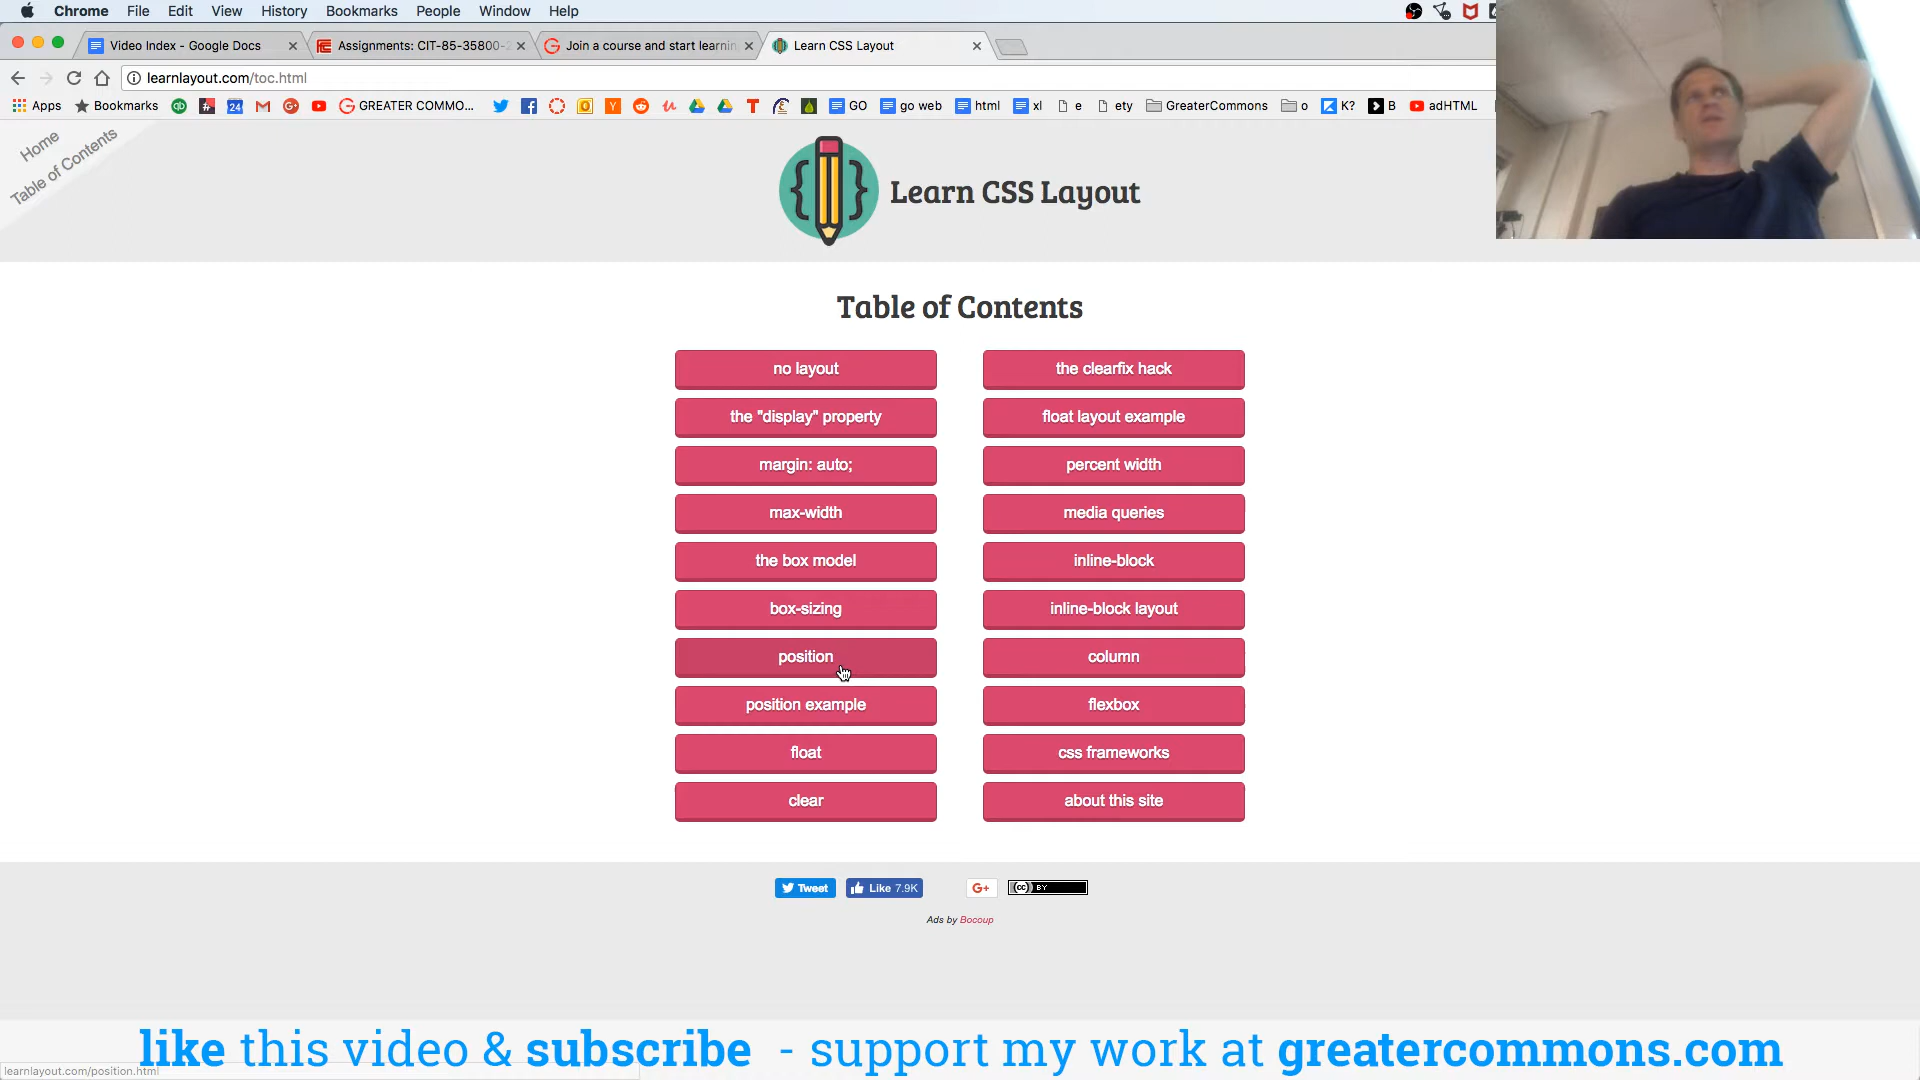 Chrome File Edit View History Bookmarks People Window Help
Video Index - Google Docs
Assignments: CIT-85-35800-2
Join a course and start learnin
Learn CSS Layout
learnlayout.com/toc.html
Apps Bookmarks GREATER COMMO... GO go web html xl e ety GreaterCommons o K? B adHTML
Home
Table of Contents
Learn CSS Layout
Table of Contents
no layout
the "display" property
margin: auto;
max-width
the box model
box-sizing
position
position example
float
clear
the clearfix hack
float layout example
percent width
media queries
inline-block
inline-block layout
column
flexbox
css frameworks
about this site
Tweet Like 7.9K G+ cc BY
Ads by Bocoup
like this video & subscribe - support my work at greatercommons.com
learnlayout.com/position.html